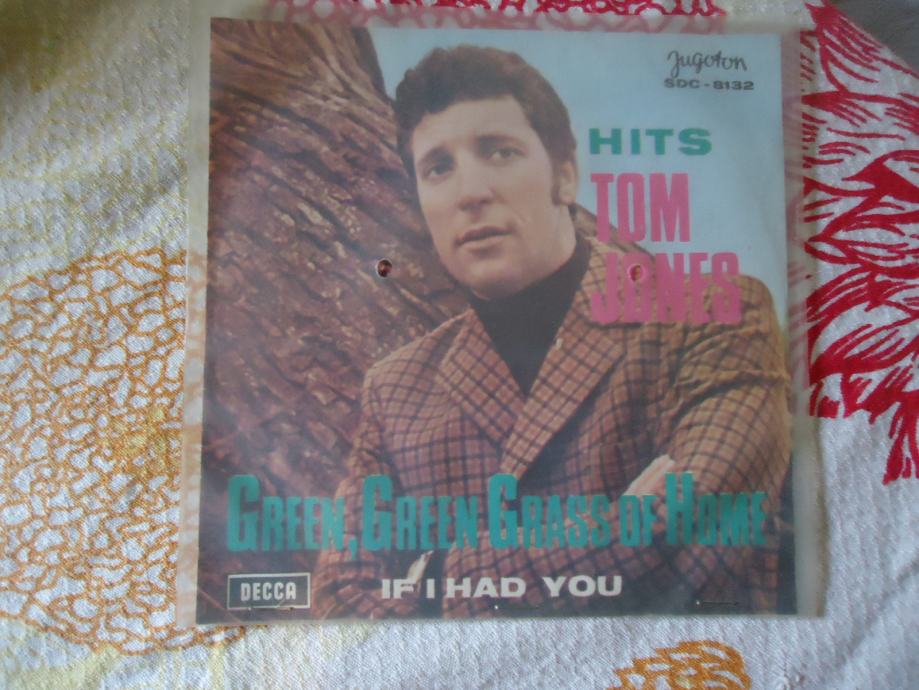 Jugoton
SDC-8132
HITS
TOM
JONES
GREEN, GREEN GRASS OF HOME
DECCA
IF I HAD YOU